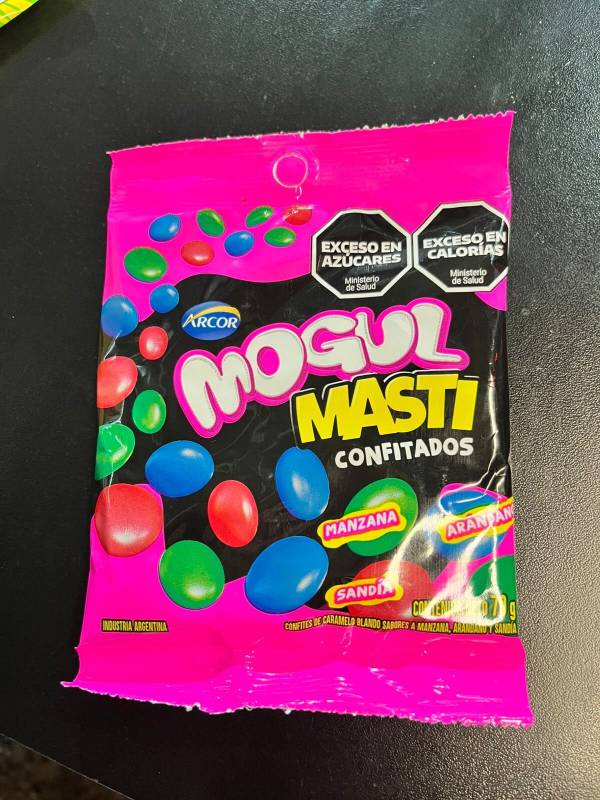 EXCESO EN
AZÚCARES
Ministerio
de Salud
EXCESO EN
CALORÍAS
Ministerio
de Salud
ARCOR
MOGUL
MASTI
CONFITADOS
MANZANA
SANDÍA
INDUSTRIA ARGENTINA
CONFITES DE CARAMELO BLANDO SABORES A MANZANA, ARÁNDANO Y SANDÍA